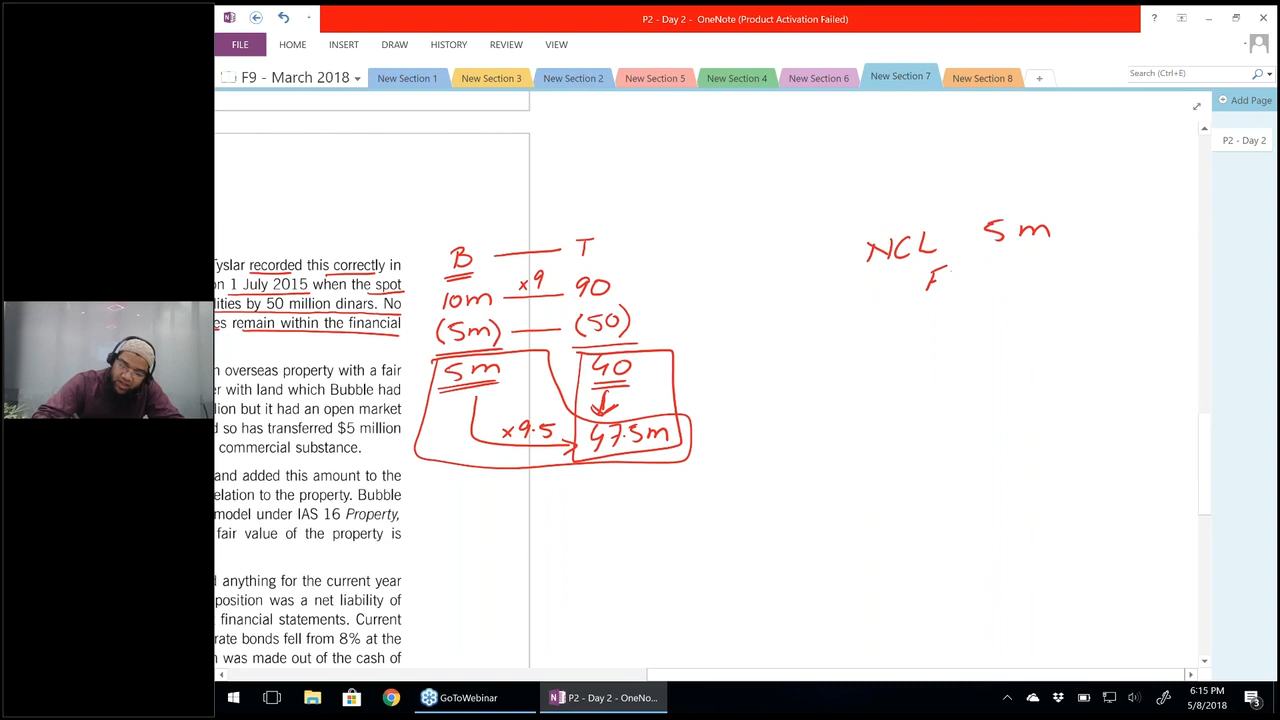 P2 - Day 2 - OneNote (Product Activation Failed)
FILE HOME INSERT DRAW HISTORY REVIEW VIEW
F9 - March 2018 New Section 1 New Section 3 New Section 2 New Section 5 New Section 4 New Section 6 New Section 7 New Section 8 +
Search (Ctrl+E)
Add Page
P2 - Day 2
Tyslar recorded this correctly in
on 1 July 2015 when the spot
lities by 50 million dinars. No
es remain within the financial
n overseas property with a fair
er with land which Bubble had
lion but it had an open market
d so has transferred $5 million
commercial substance.
and added this amount to the
elation to the property. Bubble
model under IAS 16 Property,
fair value of the property is
d anything for the current year
position was a net liability of
financial statements. Current
rate bonds fell from 8% at the
n was made out of the cash of
B T
10m x9 90
(5m) (50)
5m 40
x9.5 47.5m
NCL 5m
F
GoToWebinar
P2 - Day 2 - OneNo...
6:15 PM
5/8/2018
3